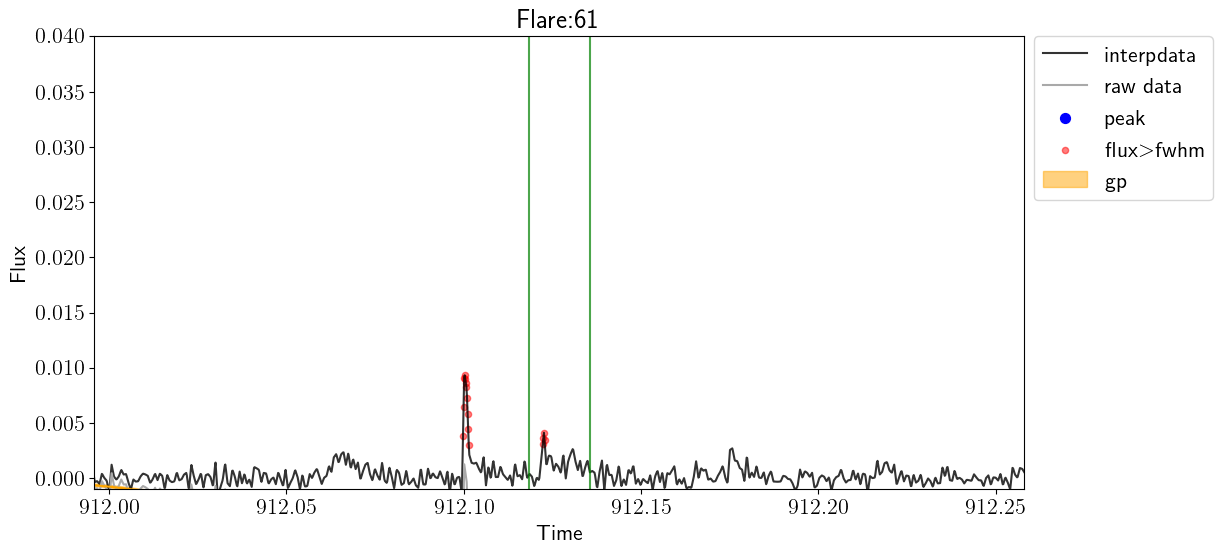 Flare:61
0.040
0.035
0.030
0.025
0.020
0.015
0.010
0.005
0.000
Flux
912.00 912.05 912.10 912.15 912.20 912.25
Time
interpdata
raw data
peak
flux>fwhm
gp